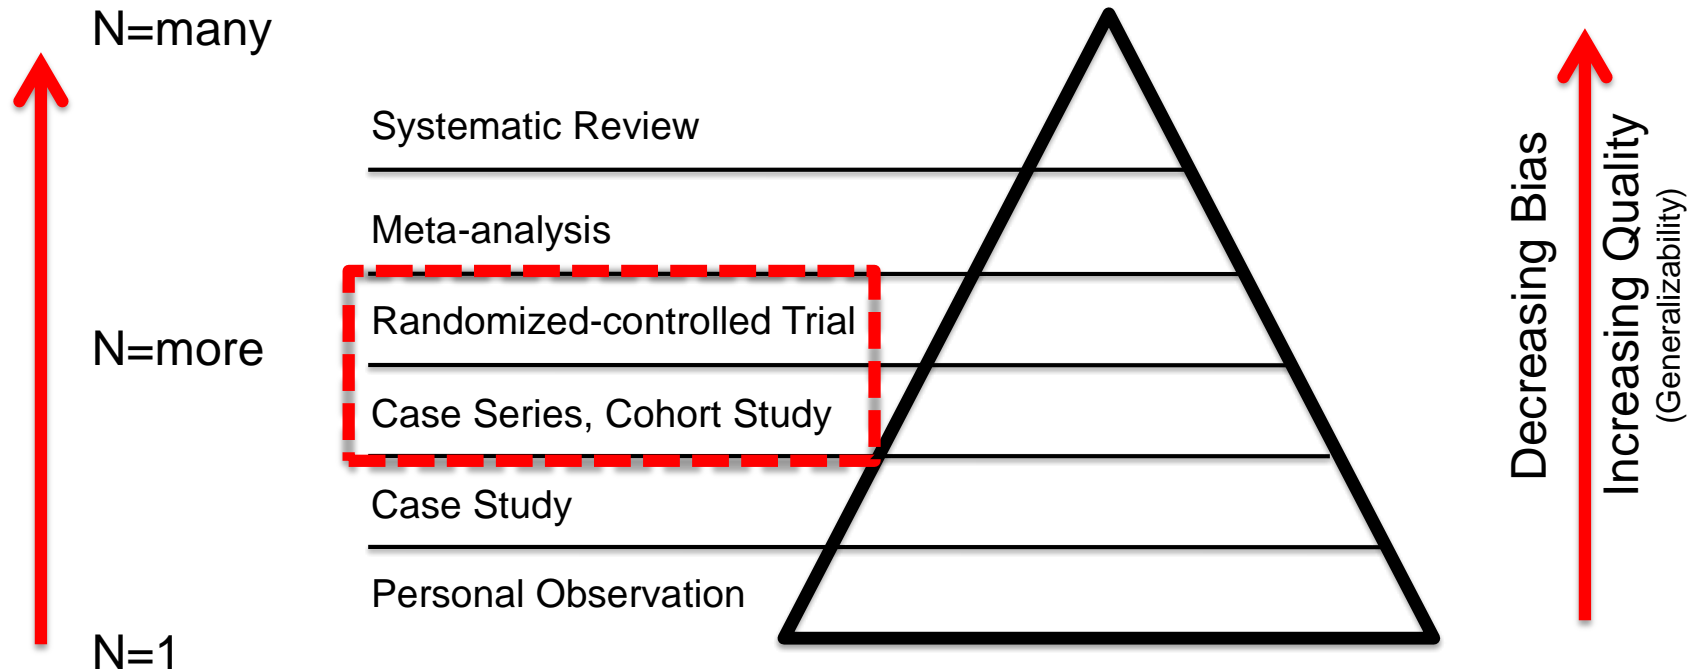 N=many
Systematic Review
Meta-analysis
Randomized-controlled Trial
N=more
Case Series, Cohort Study
Case Study
Personal Observation
N=1
Decreasing Bias
Increasing Quality
(Generalizability)